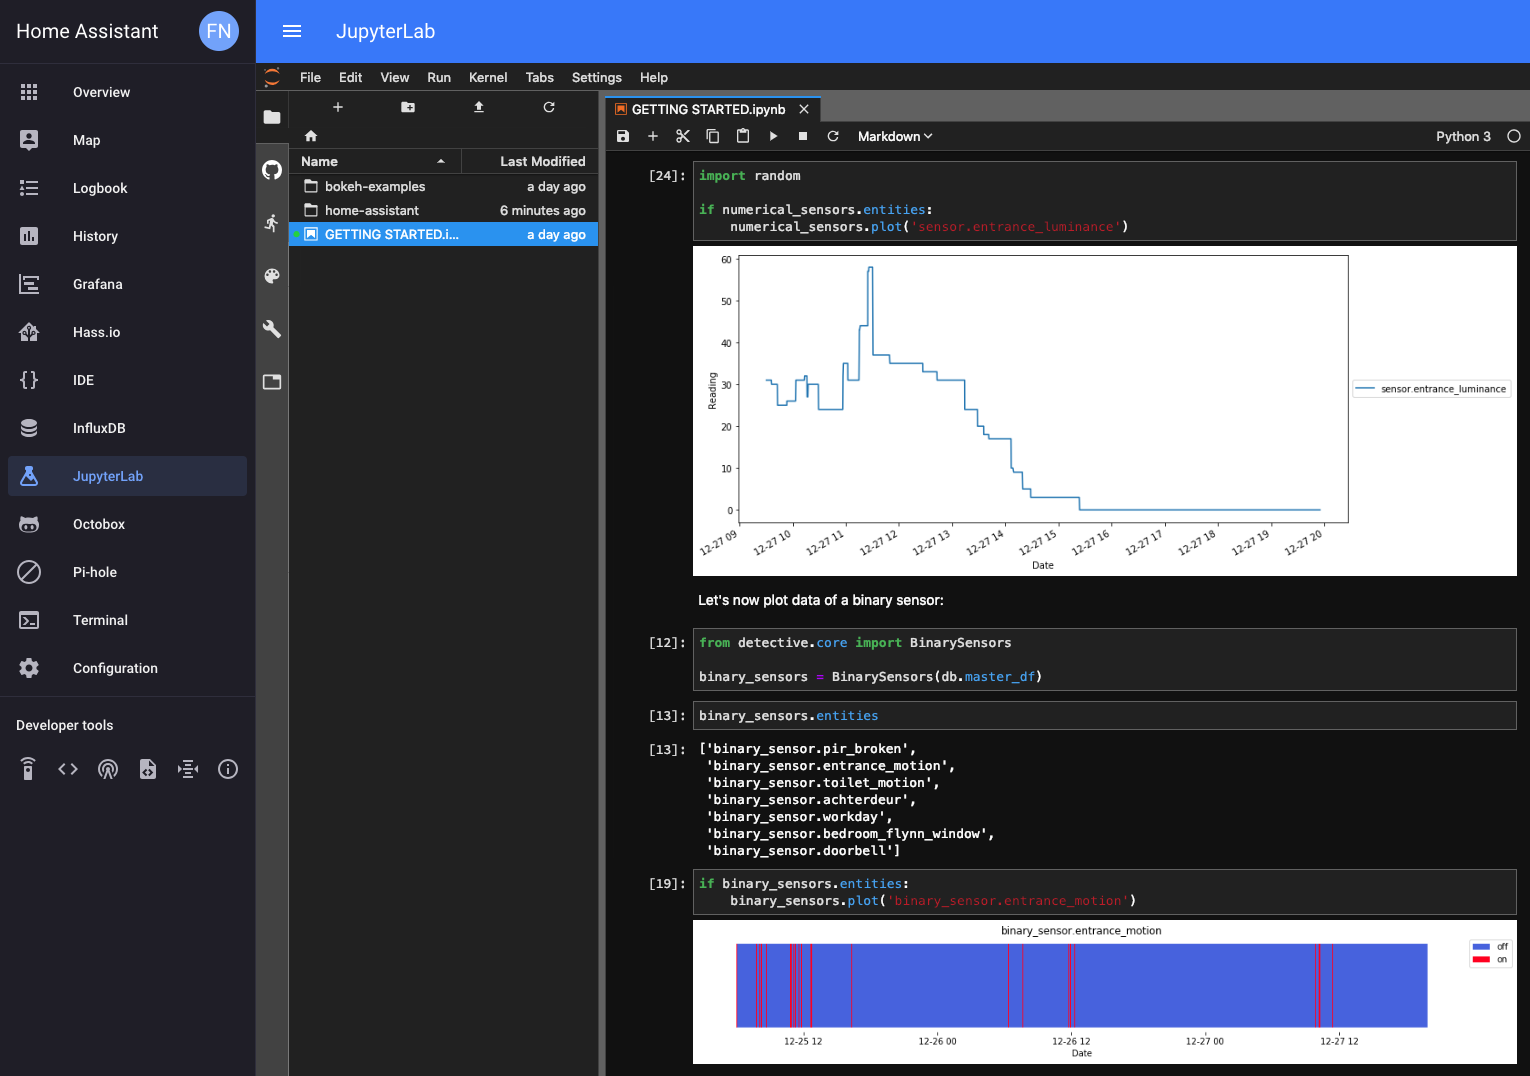 Home Assistant
FN
JupyterLab
Overview
Map
Logbook
History
Grafana
Hass.io
IDE
InfluxDB
JupyterLab
Octobox
Pi-hole
Terminal
Configuration
Developer tools
File Edit View Run Kernel Tabs Settings Help
Name Last Modified
bokeh-examples a day ago
home-assistant 6 minutes ago
GETTING STARTED.i... a day ago
GETTING STARTED.ipynb
Markdown
Python 3
[24]: import random
if numerical_sensors.entities:
    numerical_sensors.plot('sensor.entrance_luminance')
60
50
40
30
20
10
0
Reading
12-27 09 12-27 10 12-27 11 12-27 12 12-27 13 12-27 14 12-27 15 12-27 16 12-27 17 12-27 18 12-27 19 12-27 20
Date
sensor.entrance_luminance
Let's now plot data of a binary sensor:
[12]: from detective.core import BinarySensors
binary_sensors = BinarySensors(db.master_df)
[13]: binary_sensors.entities
[13]: ['binary_sensor.pir_broken',
 'binary_sensor.entrance_motion',
 'binary_sensor.toilet_motion',
 'binary_sensor.achterdeur',
 'binary_sensor.workday',
 'binary_sensor.bedroom_flynn_window',
 'binary_sensor.doorbell']
[19]: if binary_sensors.entities:
    binary_sensors.plot('binary_sensor.entrance_motion')
binary_sensor.entrance_motion
off
on
12-25 12 12-26 00 12-26 12 12-27 00 12-27 12
Date